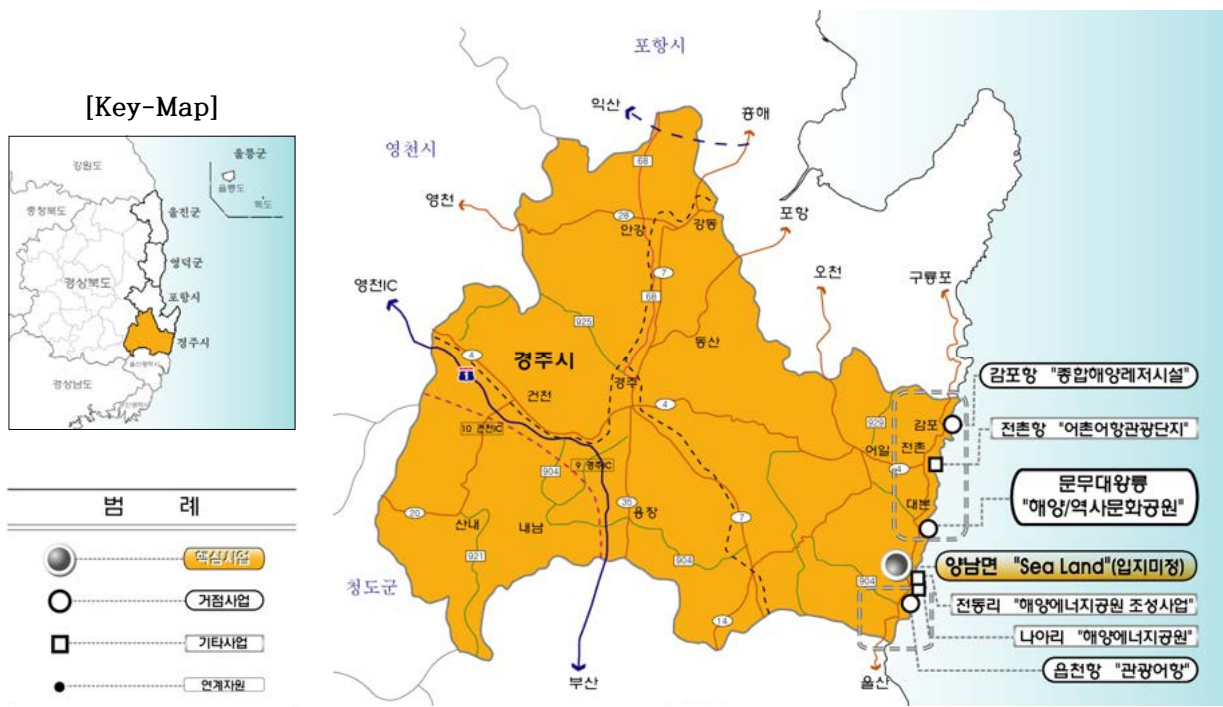 [Key-Map]
강원도
울릉군
울릉도
독도
충청북도
울진군
영덕군
경상북도
포항시
경주시
울산광역시
경상남도
부산광역시
범 례
핵심사업
거점사업
기타사업
연계자원
포항시
익산
흥해
영천시
68
영천
28
안강
강동
포항
7
오천
구룡포
영천IC
68
925
동산
4
경주시
1
건천
경주
10 건천IC
4
929
감포
어일
전촌
904
9 경주IC
4
대본
20
산내
내남
35
용장
7
921
904
904
청도군
14
부산
울산
감포항 "종합해양레저시설"
전촌항 "어촌어항관광단지"
문무대왕릉
"해양/역사문화공원"
양남면 "Sea Land"(입지미정)
전동리 "해양에너지공원 조성사업"
나아리 "해양에너지공원"
읍천항 "관광어항"